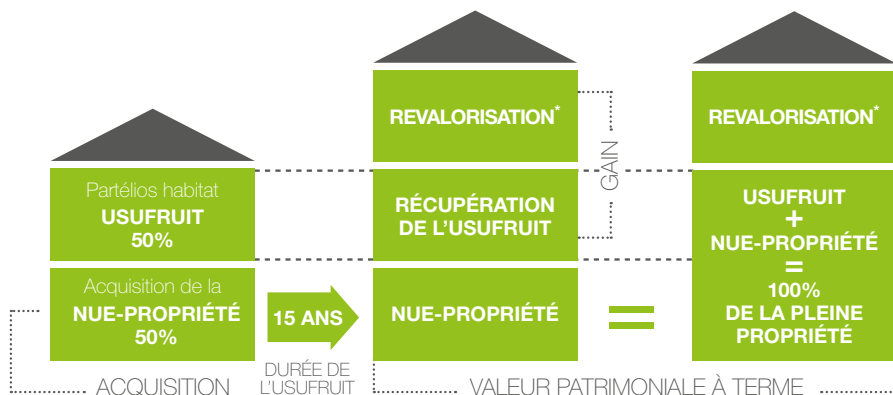 Partélios habitat
USUFRUIT
50%
Acquisition de la
NUE-PROPRIÉTÉ
50%
ACQUISITION
15 ANS
DURÉE DE
L'USUFRUIT
REVALORISATION*
RÉCUPÉRATION
DE L'USUFRUIT
NUE-PROPRIÉTÉ
GAIN
=
REVALORISATION*
USUFRUIT
+
NUE-PROPRIÉTÉ
=
100%
DE LA PLEINE
PROPRIÉTÉ
VALEUR PATRIMONIALE À TERME